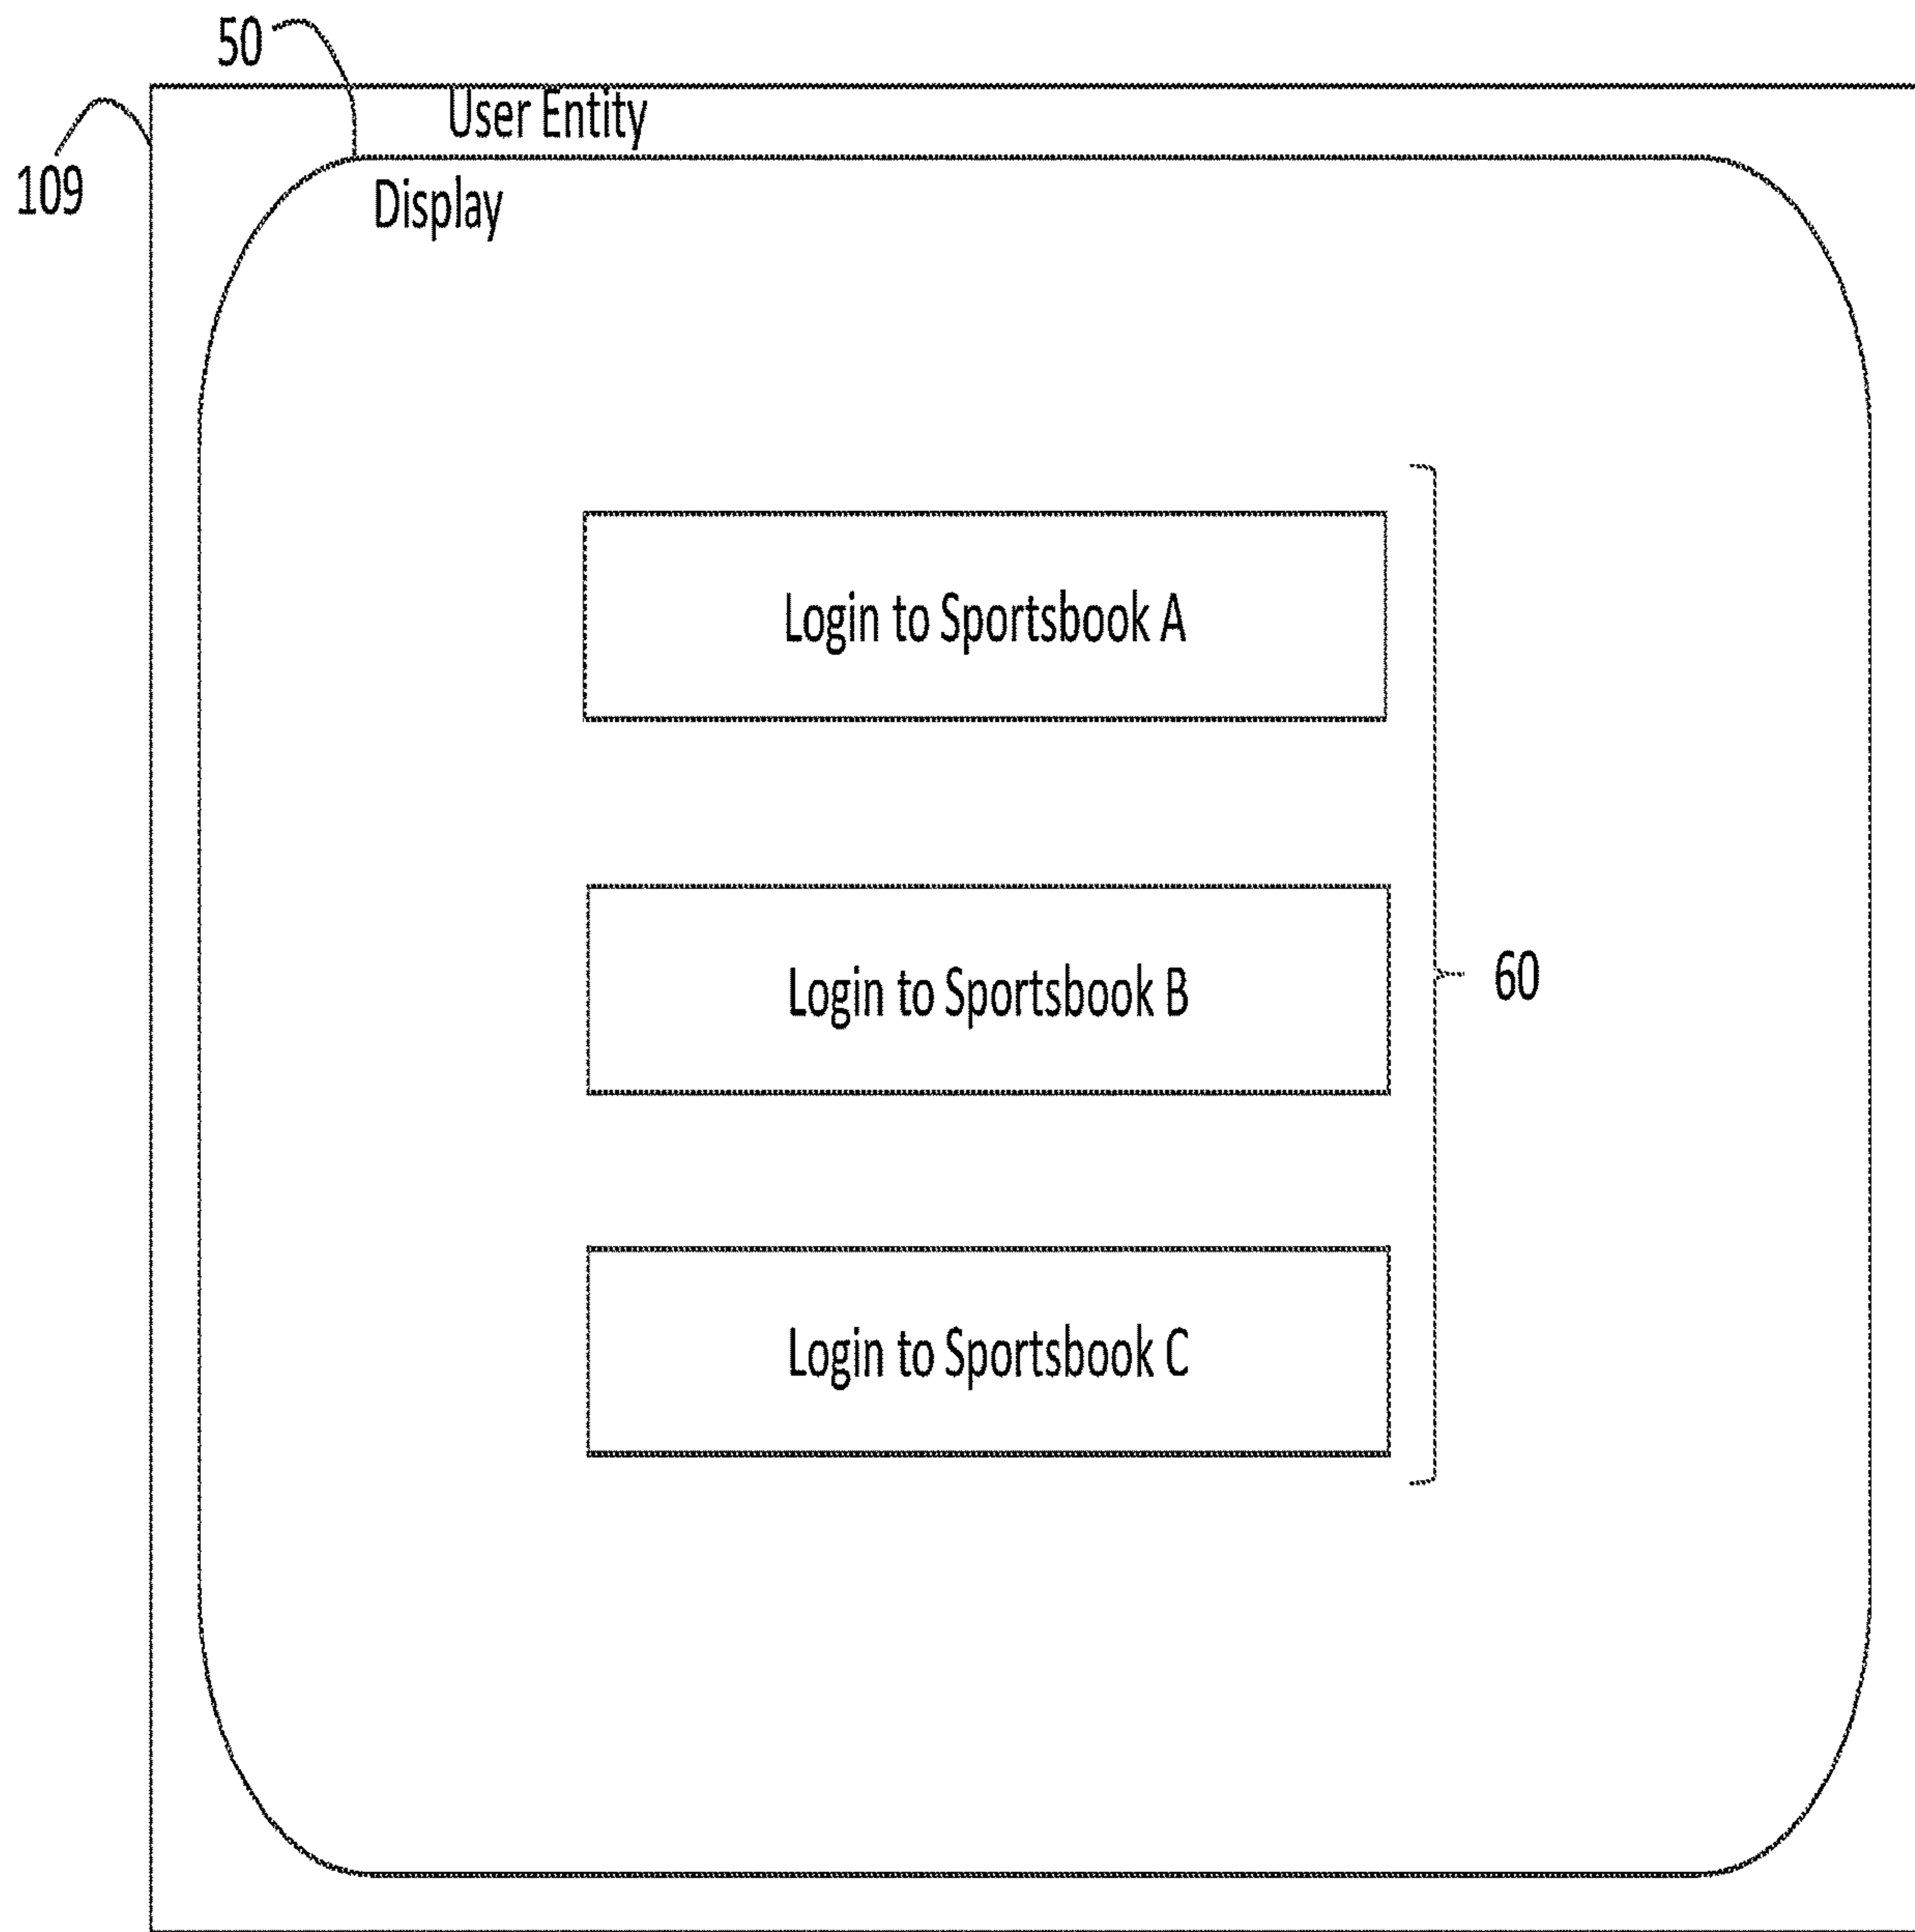 50
User Entity
109
Display
Login to Sportsbook A
Login to Sportsbook B
60
Login to Sportsbook C